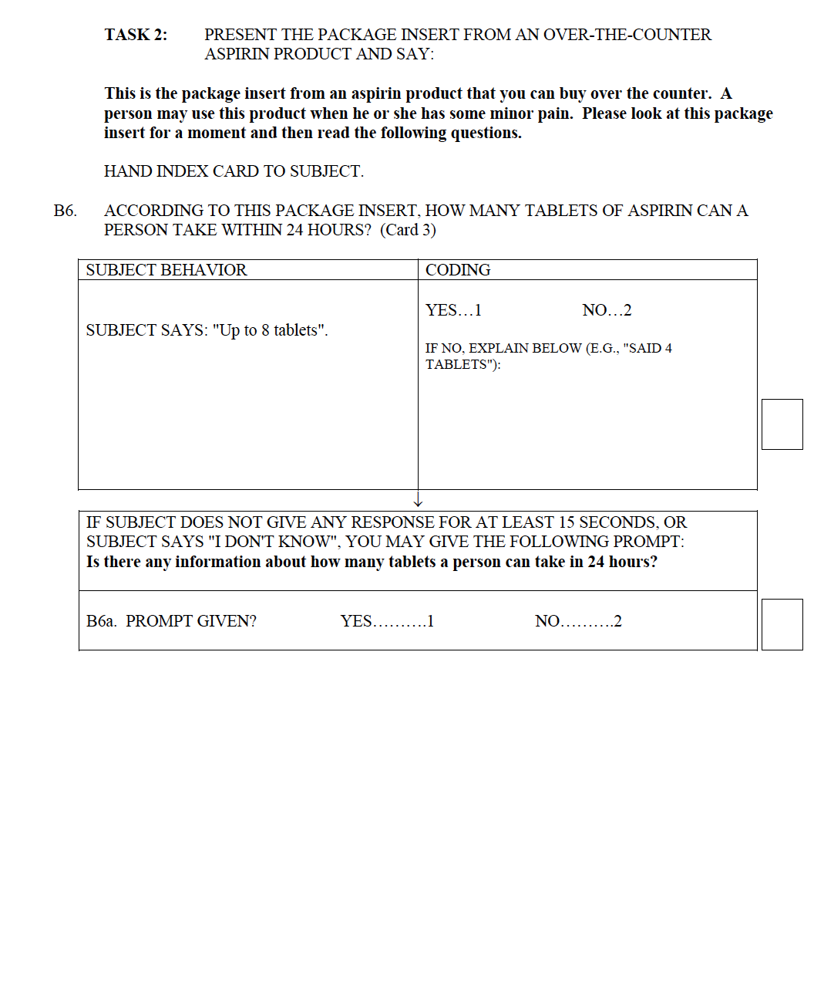 TASK 2: PRESENT THE PACKAGE INSERT FROM AN OVER-THE-COUNTER
ASPIRIN PRODUCT AND SAY:
This is the package insert from an aspirin product that you can buy over the counter. A
person may use this product when he or she has some minor pain. Please look at this package
insert for a moment and then read the following questions.
HAND INDEX CARD TO SUBJECT.
B6. ACCORDING TO THIS PACKAGE INSERT, HOW MANY TABLETS OF ASPIRIN CAN A
PERSON TAKE WITHIN 24 HOURS? (Card 3)
SUBJECT BEHAVIOR
CODING
SUBJECT SAYS: "Up to 8 tablets".
YES…1 NO…2
IF NO, EXPLAIN BELOW (E.G., "SAID 4
TABLETS"):
↓
IF SUBJECT DOES NOT GIVE ANY RESPONSE FOR AT LEAST 15 SECONDS, OR
SUBJECT SAYS "I DON'T KNOW", YOU MAY GIVE THE FOLLOWING PROMPT:
Is there any information about how many tablets a person can take in 24 hours?
B6a. PROMPT GIVEN? YES……….1 NO……….2